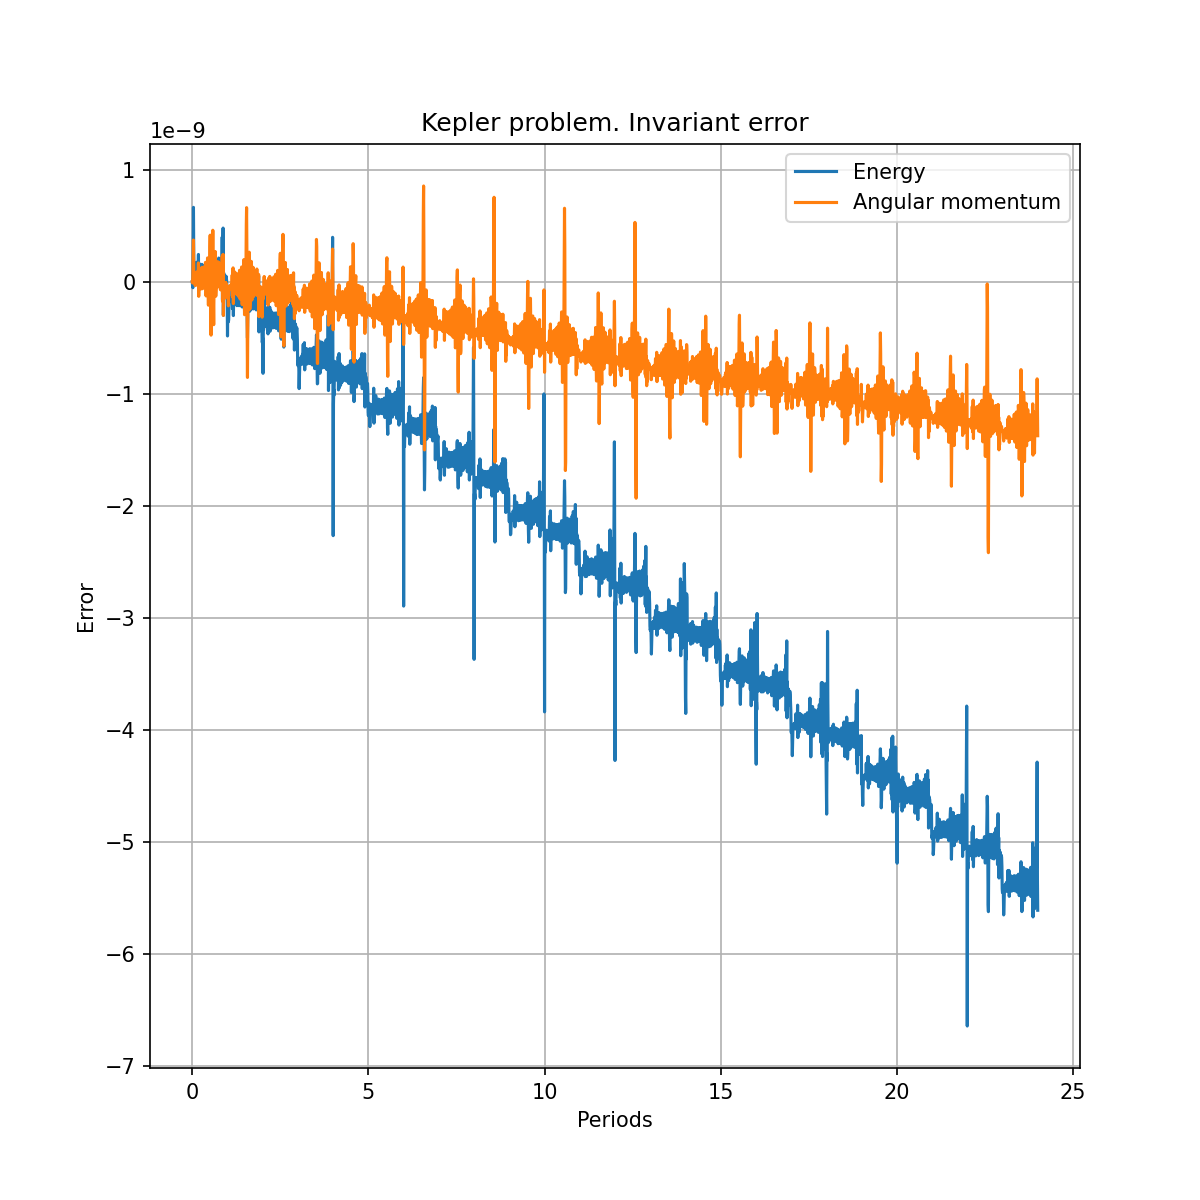 Kepler problem. Invariant error
1e−9
Energy
Angular momentum
1
0
−1
−2
−3
−4
−5
−6
−7
Error
0 5 10 15 20 25
Periods